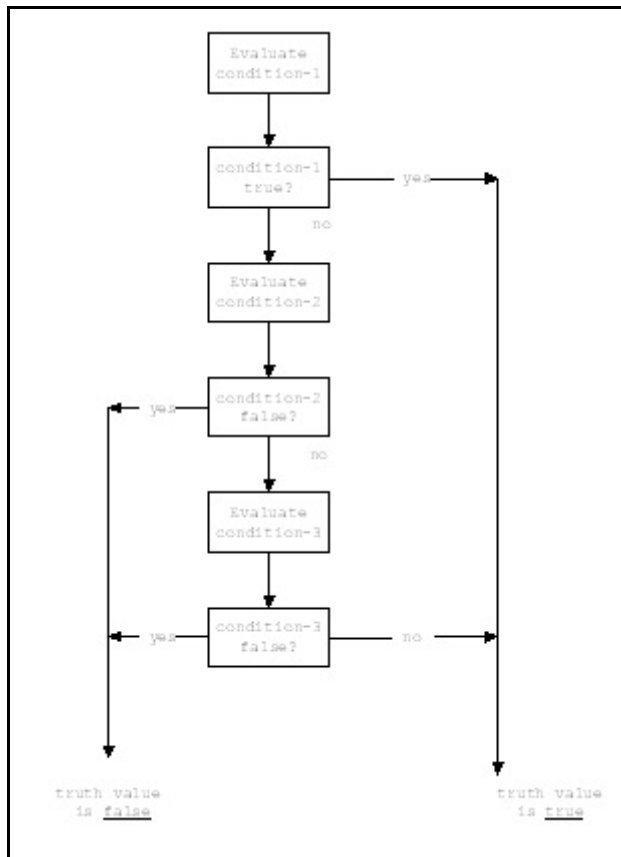 Evaluate
condition-1
condition-1
true?
yes
no
Evaluate
condition-2
condition-2
false?
yes
no
Evaluate
condition-3
condition-3
false?
yes
no
truth value
is false
truth value
is true